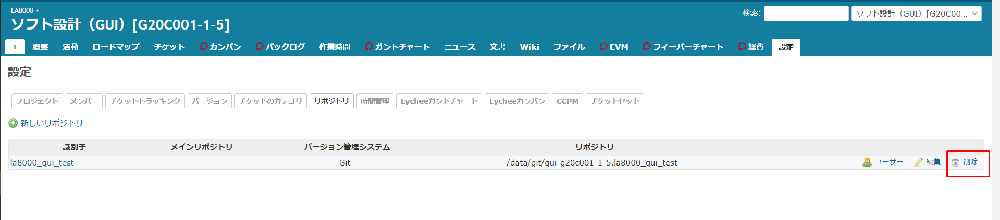 LA8000 »
検索:
ソフト設計（GUI）[G20C00...
ソフト設計（GUI）[G20C001-1-5]
+ 概要 活動 ロードマップ チケット カンバン バックログ 作業時間 ガントチャート ニュース 文書 Wiki ファイル EVM フィーバーチャート 経費 設定
設定
プロジェクト メンバー チケットトラッキング バージョン チケットのカテゴリ リポジトリ 時間管理 Lycheeガントチャート Lycheeカンバン CCPM チケットセット
新しいリポジトリ
識別子 メインリポジトリ バージョン管理システム リポジトリ
la8000_gui_test Git /data/git/gui-g20c001-1-5.la8000_gui_test ユーザー 編集 削除